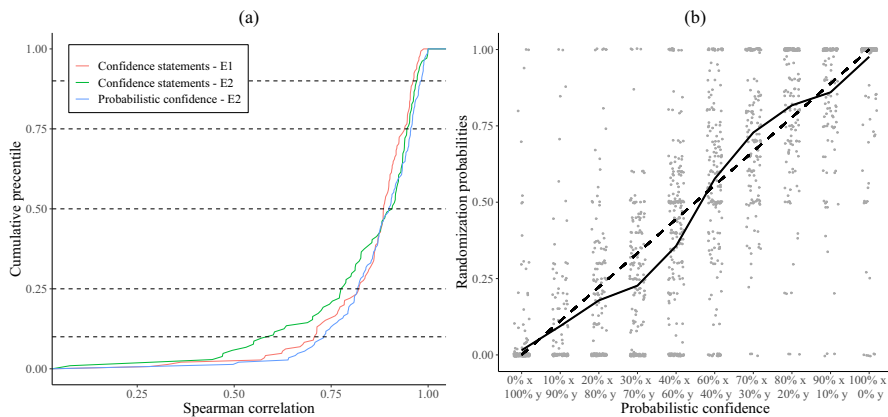 (a)
Cumulative precentile
1.00
0.75
0.50
0.25
0.00
Confidence statements - E1
Confidence statements - E2
Probabilistic confidence - E2
0.25
0.50
0.75
1.00
Spearman correlation
(b)
Randomization probabilities
1.00
0.75
0.50
0.25
0.00
0% x 10% x 20% x 30% x 40% x 60% x 70% x 80% x 90% x 100% x
100% y 90% y 80% y 70% y 60% y 40% y 30% y 20% y 10% y 0% y
Probabilistic confidence